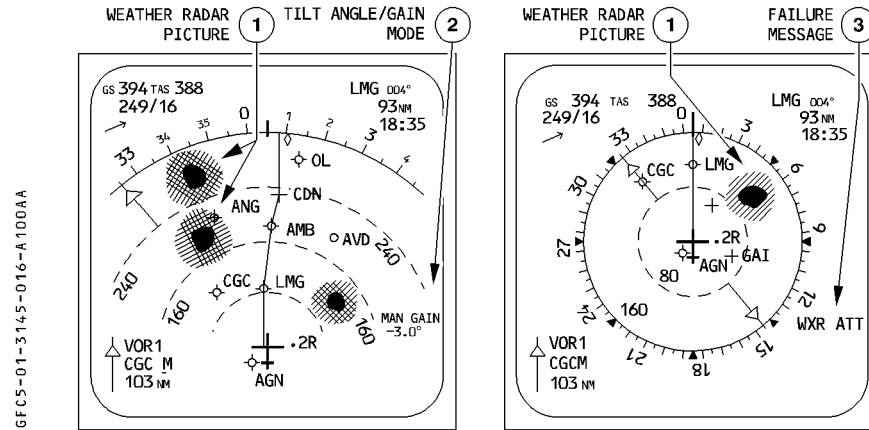 GFC5-01-3145-016-A100AA
WEATHER RADAR
PICTURE
1
TILT ANGLE/GAIN
MODE
2
GS 394 TAS 388
249/16
LMG 004°
93 NM
18:35
33
34
35
0
1
2
3
4
OL
CDN
ANG
AMB
AVD
240
240
CGC
LMG
160
160
MAN GAIN
-3.0°
.2R
AGN
VOR1
CGC M
103 NM
WEATHER RADAR
PICTURE
1
FAILURE
MESSAGE
3
GS 394 TAS 388
249/16
LMG 004°
93 NM
18:35
0
3
6
9
12
15
18
21
24
27
30
33
CGC
LMG
.2R
AGN
GAI
80
160
WXR ATT
VOR1
CGCM
103 NM